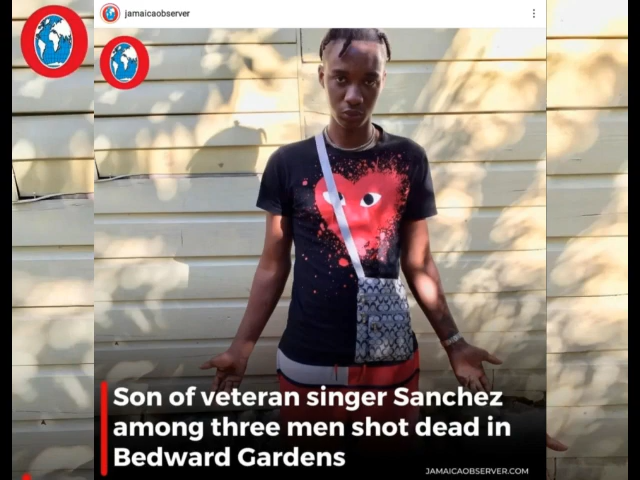 jamaicaobserver
Son of veteran singer Sanchez
among three men shot dead in
Bedward Gardens
JAMAICAOBSERVER.COM